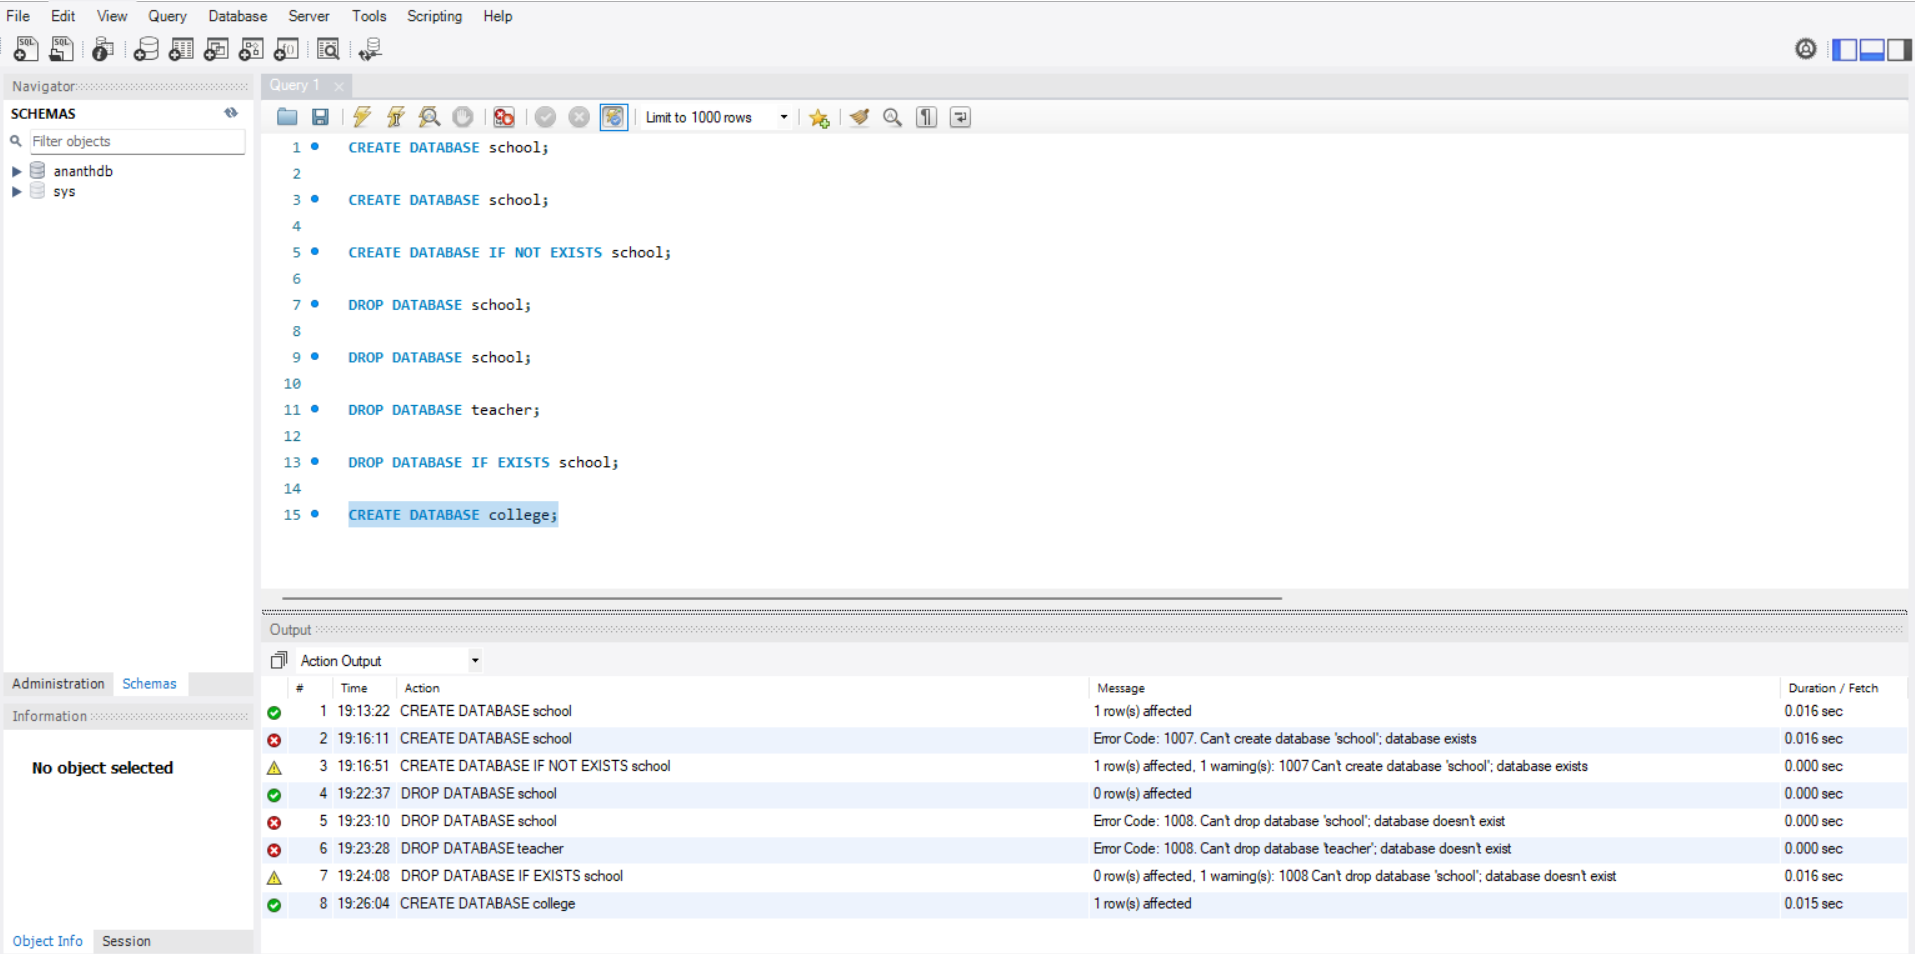 File Edit View Query Database Server Tools Scripting Help
SQL SQL
Navigator
Query 1
SCHEMAS
Limit to 1000 rows
Filter objects
ananthdb
sys
1 CREATE DATABASE school;
2
3 CREATE DATABASE school;
4
5 CREATE DATABASE IF NOT EXISTS school;
6
7 DROP DATABASE school;
8
9 DROP DATABASE school;
10
11 DROP DATABASE teacher;
12
13 DROP DATABASE IF EXISTS school;
14
15 CREATE DATABASE college;
Administration Schemas
Information
No object selected
Object Info Session
Output
Action Output
# Time Action Message Duration / Fetch
1 19:13:22 CREATE DATABASE school 1 row(s) affected 0.016 sec
2 19:16:11 CREATE DATABASE school Error Code: 1007. Can't create database 'school'; database exists 0.016 sec
3 19:16:51 CREATE DATABASE IF NOT EXISTS school 1 row(s) affected, 1 warning(s): 1007 Can't create database 'school'; database exists 0.000 sec
4 19:22:37 DROP DATABASE school 0 row(s) affected 0.000 sec
5 19:23:10 DROP DATABASE school Error Code: 1008. Can't drop database 'school'; database doesn't exist 0.000 sec
6 19:23:28 DROP DATABASE teacher Error Code: 1008. Can't drop database 'teacher'; database doesn't exist 0.000 sec
7 19:24:08 DROP DATABASE IF EXISTS school 0 row(s) affected, 1 warning(s): 1008 Can't drop database 'school'; database doesn't exist 0.016 sec
8 19:26:04 CREATE DATABASE college 1 row(s) affected 0.015 sec